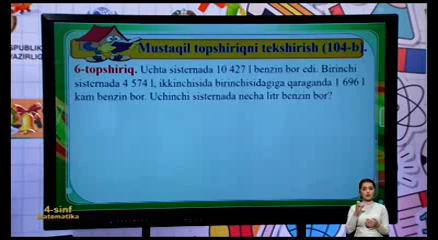 Mustaqil topshiriqni tekshirish (104-b).
6-topshiriq. Uchta sisternada 10 427 l benzin bor edi. Birinchi
sisternada 4 574 l, ikkinchisida birinchisidagiga qaraganda 1 696 l
kam benzin bor. Uchinchi sisternada necha litr benzin bor?
4-sinf
matematika